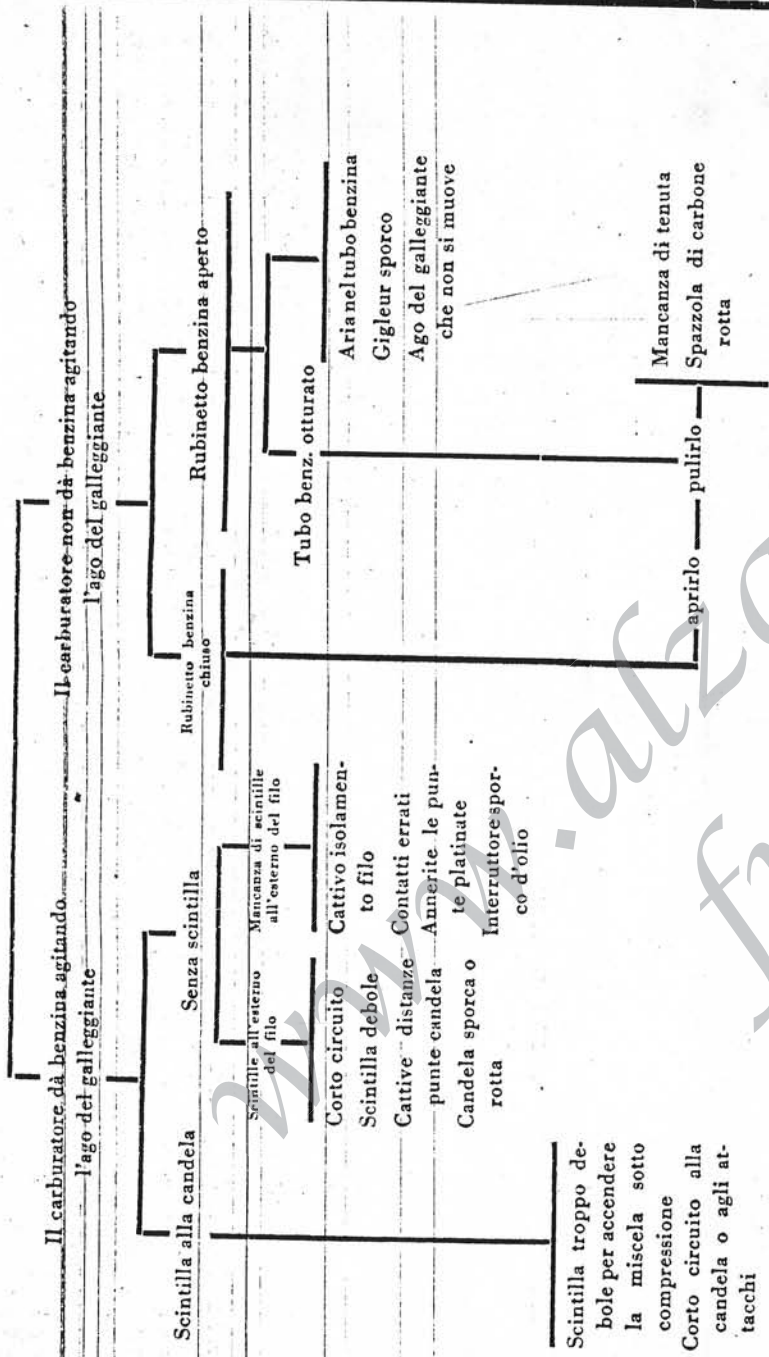 Il carburatore dà benzina agitando
l'ago del galleggiante
Il carburatore non dà benzina agitando
l'ago del galleggiante
Scintilla alla candela
Senza scintilla
Rubinetto benzina
chiuso
Rubinetto benzina aperto
Scintille all'esterno
del filo
Mancanza di scintille
all'esterno del filo
Tubo benz. otturato
Corto circuito
Scintilla debole
Cattive distanze
punte candela
Candela sporca o
rotta
Cattivo isolamen-
to filo
Contatti errati
Annerite le pun-
te platinate
Interruttore spor-
co d'olio
Aria nel tubo benzina
Gigleur sporco
Ago del galleggiante
che non si muove
Scintilla troppo de-
bole per accendere
la miscela sotto
compressione
Corto circuito alla
candela o agli at-
tacchi
aprirlo
pulirlo
Mancanza di tenuta
Spazzola di carbone
rotta
www.alzo